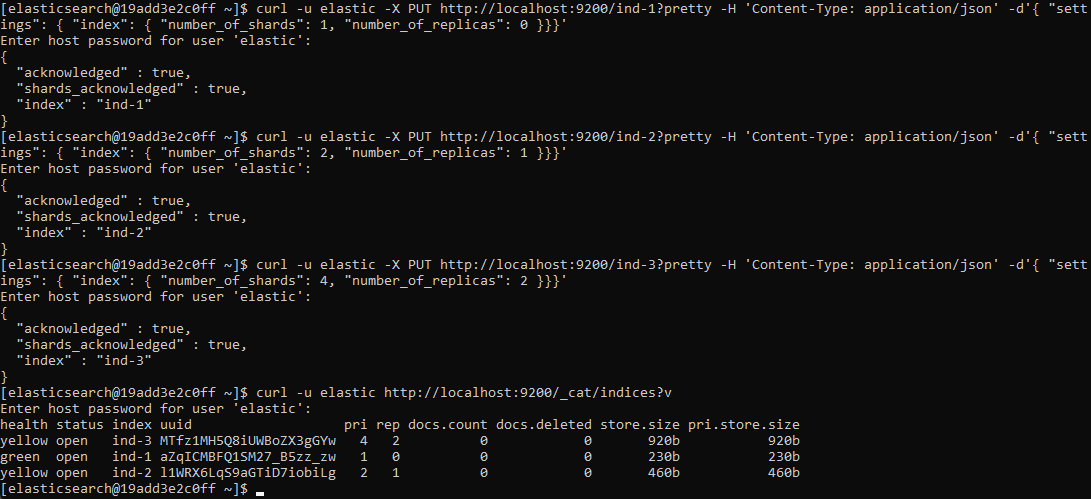 [elasticsearch@19add3e2c0ff ~]$ curl -u elastic -X PUT http://localhost:9200/ind-1?pretty -H 'Content-Type: application/json' -d'{ "sett
ings": { "index": { "number_of_shards": 1, "number_of_replicas": 0 }}}'
Enter host password for user 'elastic':
{
  "acknowledged" : true,
  "shards_acknowledged" : true,
  "index" : "ind-1"
}
[elasticsearch@19add3e2c0ff ~]$ curl -u elastic -X PUT http://localhost:9200/ind-2?pretty -H 'Content-Type: application/json' -d'{ "sett
ings": { "index": { "number_of_shards": 2, "number_of_replicas": 1 }}}'
Enter host password for user 'elastic':
{
  "acknowledged" : true,
  "shards_acknowledged" : true,
  "index" : "ind-2"
}
[elasticsearch@19add3e2c0ff ~]$ curl -u elastic -X PUT http://localhost:9200/ind-3?pretty -H 'Content-Type: application/json' -d'{ "sett
ings": { "index": { "number_of_shards": 4, "number_of_replicas": 2 }}}'
Enter host password for user 'elastic':
{
  "acknowledged" : true,
  "shards_acknowledged" : true,
  "index" : "ind-3"
}
[elasticsearch@19add3e2c0ff ~]$ curl -u elastic http://localhost:9200/_cat/indices?v
Enter host password for user 'elastic':
health status index uuid                   pri rep docs.count docs.deleted store.size pri.store.size
yellow open   ind-3 MTfz1MH5Q8iUWBoZX3gGYw   4   2          0            0       920b           920b
green  open   ind-1 aZqICMBFQ1SM27_B5zz_zw   1   0          0            0       230b           230b
yellow open   ind-2 l1WRX6LqS9aGTiD7iobiLg   2   1          0            0       460b           460b
[elasticsearch@19add3e2c0ff ~]$